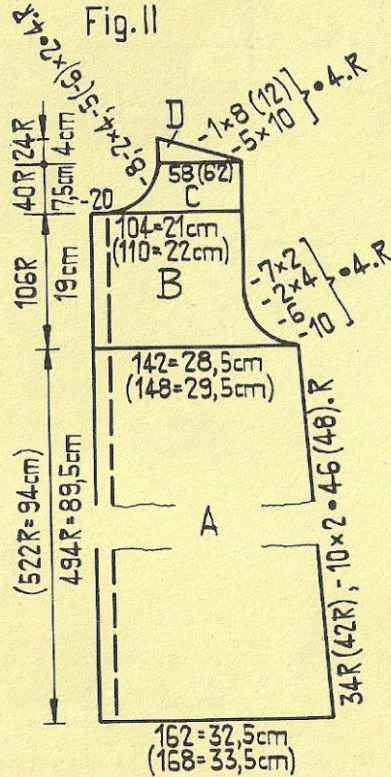 Fig.II
-8,-2×4,-5(-6)×2•4.R
24R
4cm
D
-1×8(12)
-5×10
•4.R
40R
7,5cm
-20
58(62)
C
104=21cm
(110=22cm)
B
106R
19cm
-7×2
-2×4
-6
-10
•4.R
142=28,5cm
(148=29,5cm)
A
(522R=94cm)
494R=89,5cm
34R(42R),-10×2•46(48).R
162=32,5cm
(168=33,5cm)